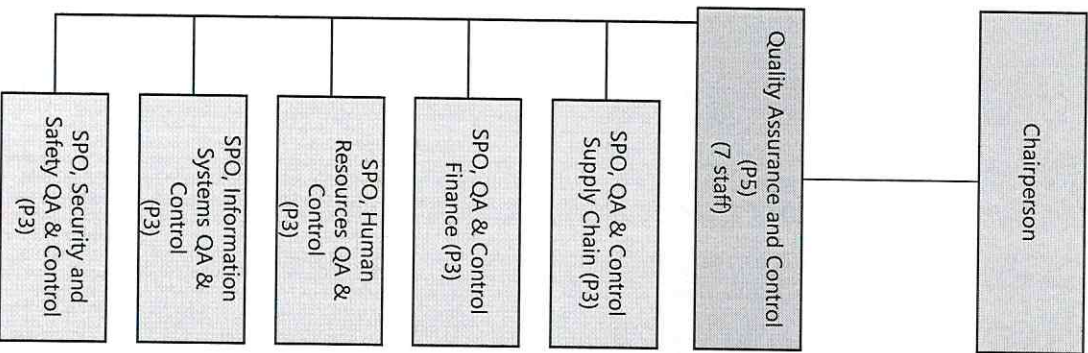 Chairperson
Quality Assurance and Control
(P5)
(7 staff)
SPO, QA & Control
Supply Chain (P3)
SPO, QA & Control
Finance (P3)
SPO, Human
Resources QA &
Control
(P3)
SPO, Information
Systems QA &
Control
(P3)
SPO, Security and
Safety QA & Control
(P3)